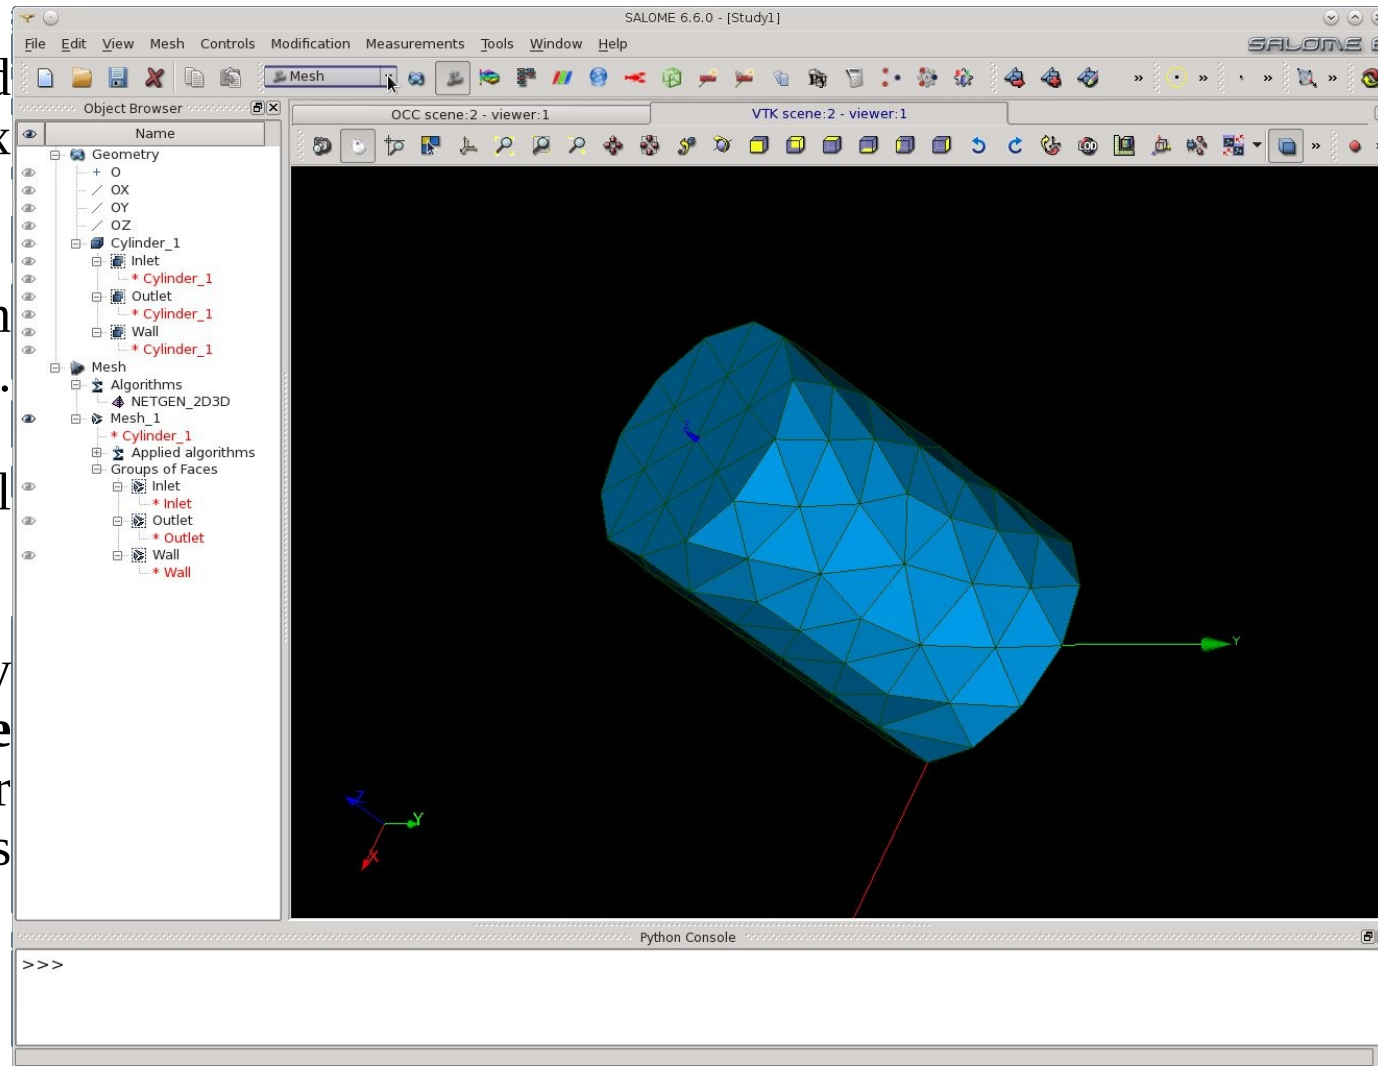 SALOME 6.6.0 - [Study1]
File Edit View Mesh Controls Modification Measurements Tools Window Help
SALOME 6
Mesh » » » »
Object Browser
OCC scene:2 - viewer:1
VTK scene:2 - viewer:1
Name
LOD »
Geometry
O
OX
OY
OZ
Cylinder_1
Inlet
* Cylinder_1
Outlet
* Cylinder_1
Wall
* Cylinder_1
Mesh
Algorithms
NETGEN_2D3D
Mesh_1
* Cylinder_1
Applied algorithms
Groups of Faces
Inlet
* Inlet
Outlet
* Outlet
Wall
* Wall
Z
Y
Z
Y
X
Python Console
>>>
d
x
n
.
l
y
e
r
s